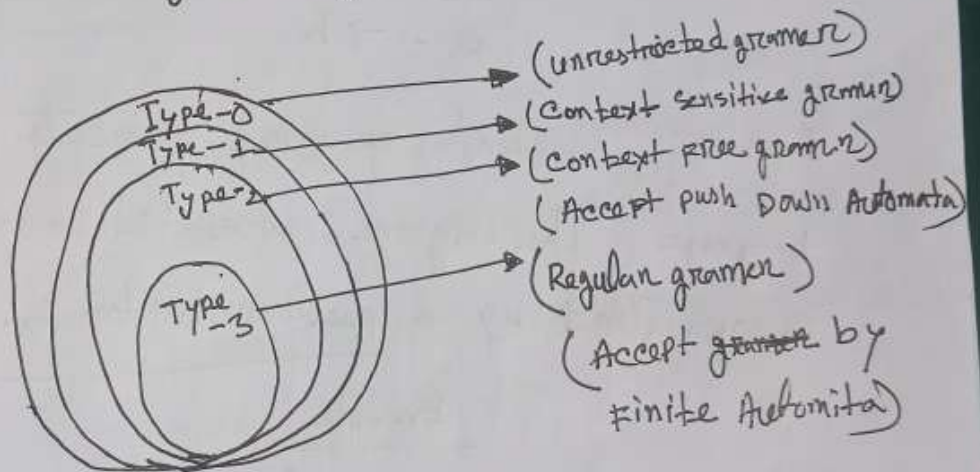 Type-0
(unrestricted gramer)
Type-1
(Context sensitive gramer)
Type-2
(Context Free gramer)
(Accept push Down Automata)
Type
-3
(Regular gramer)
(Accept by
Finite Automita)